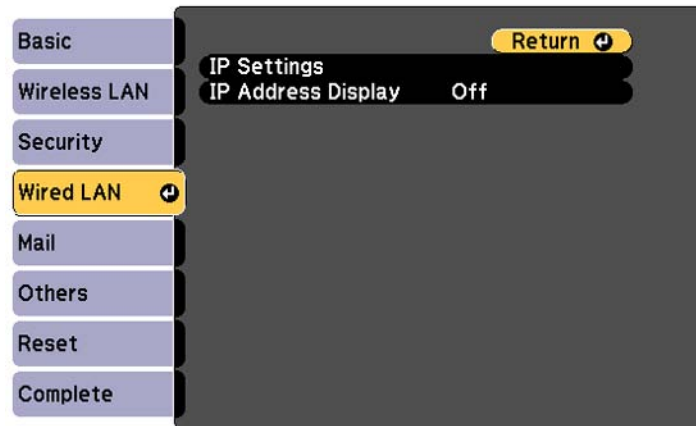 Basic
Wireless LAN
Security
Wired LAN
Mail
Others
Reset
Complete
Return
IP Settings
IP Address Display Off